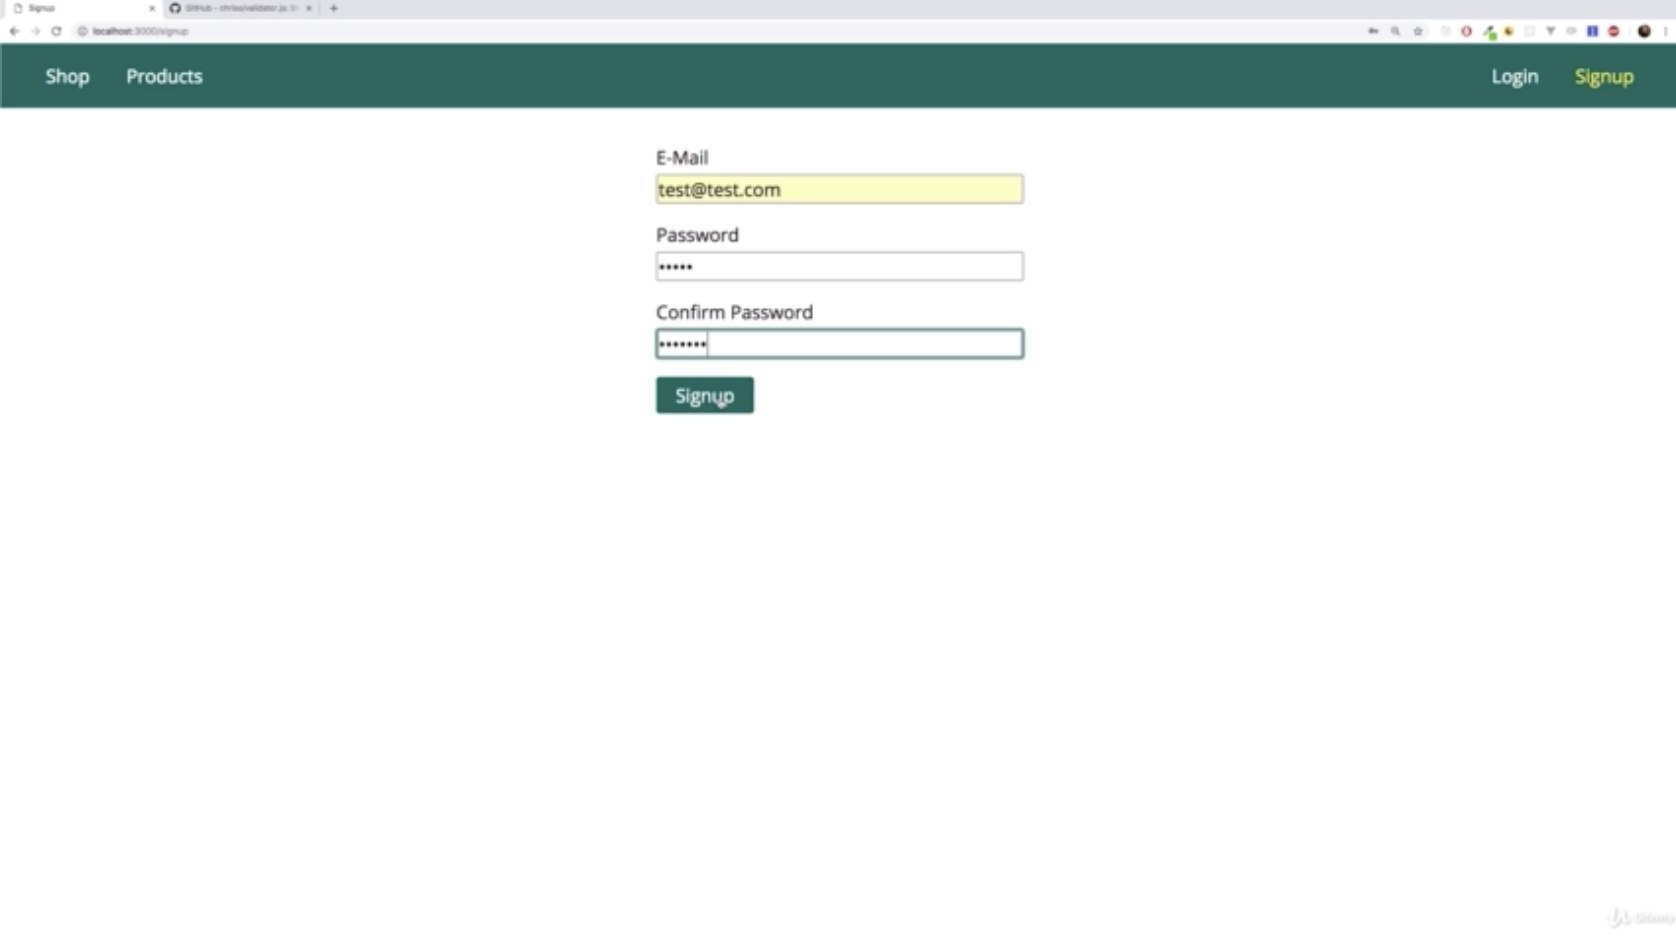 Signup
GitHub - chriso/validator.js: St
localhost:3000/signup
Shop Products Login Signup
E-Mail
test@test.com
Password
•••••
Confirm Password
•••••••
Signup
Udemy